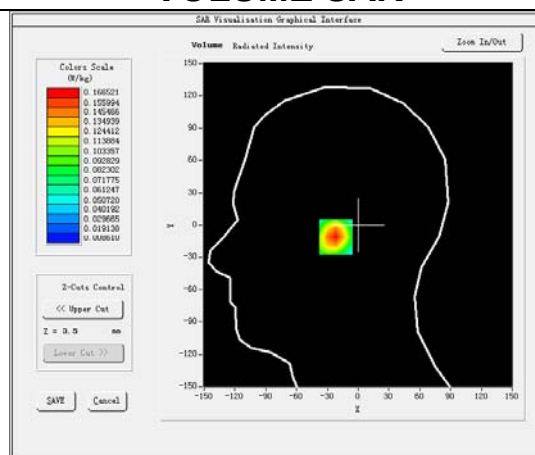 SAR Visualisation Graphical Interface
Volume Radiated Intensity
Zoom In/Out
Colors Scale
(W/kg)
0.166521
0.155994
0.145466
0.134939
0.124412
0.113884
0.103357
0.092829
0.082302
0.071775
0.061247
0.050720
0.040192
0.029665
0.019138
0.008610
150
120
90
60
30
0
-30
-60
-90
-120
-150
Y
-150 -120 -90 -60 -30 0 30 60 90 120 150
X
Z-Cuts Control
<< Upper Cut
Z = 3.5 mm
Lower Cut >>
SAVE Cancel